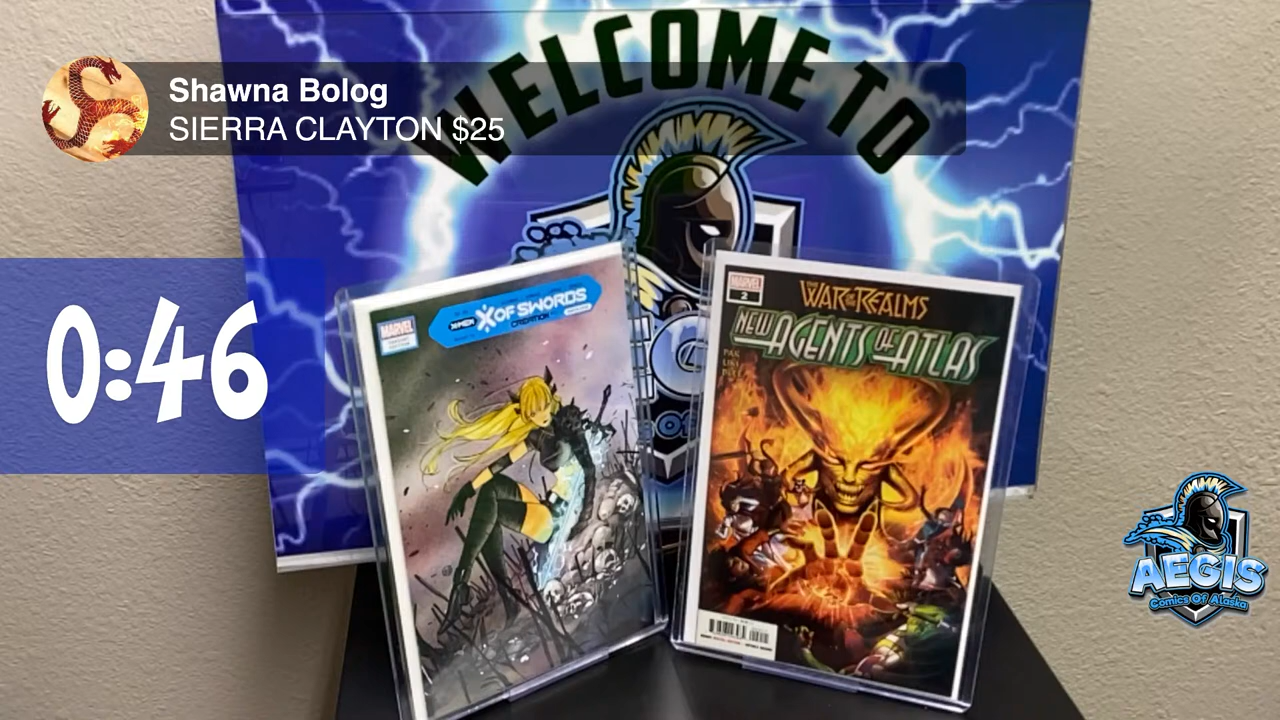 WELCOME TO
Shawna Bolog
SIERRA CLAYTON $25
0:46
MARVEL
X-MEN
X OF SWORDS
CREATION
MARVEL
2
WAR OF THE REALMS
NEW AGENTS OF ATLAS
PAK
AEGIS
Comics Of Alaska